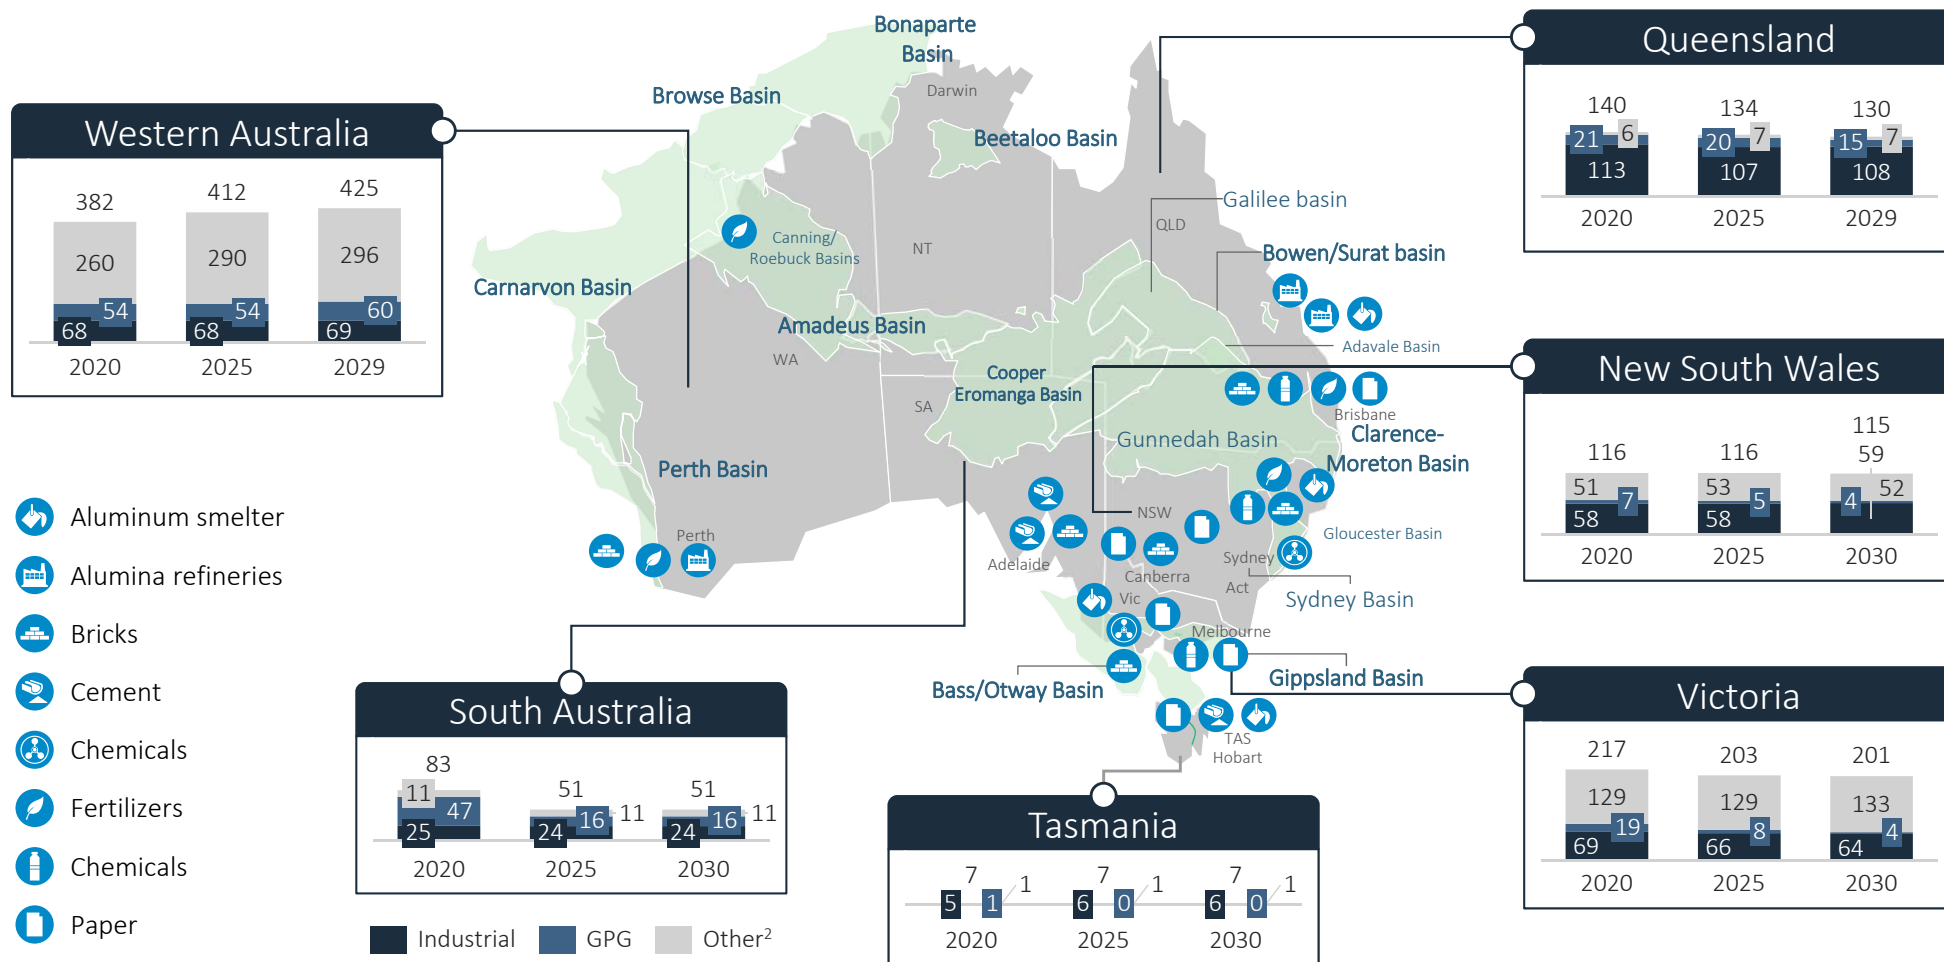 Western Australia
382
412
425
260
290
296
54
54
60
68
68
69
2020
2025
2029
Aluminum smelter
Alumina refineries
Bricks
Cement
Chemicals
Fertilizers
Chemicals
Paper
Bonaparte
Basin
Darwin
Browse Basin
Beetaloo Basin
Galilee basin
QLD
Canning/
Roebuck Basins
NT
Bowen/Surat basin
Carnarvon Basin
Amadeus Basin
WA
Adavale Basin
Cooper
Eromanga Basin
SA
Brisbane
Gunnedah Basin
Clarence-
Moreton Basin
Perth Basin
NSW
Perth
Gloucester Basin
Adelaide
Sydney
Canberra
Act
Vic
Sydney Basin
Melbourne
Bass/Otway Basin
Gippsland Basin
TAS
Hobart
South Australia
83
51
51
11
47
25
16
11
24
16
11
24
2020
2025
2030
Industrial
GPG
Other²
Tasmania
7
7
7
1
1
1
5
1
6
0
6
0
2020
2025
2030
Queensland
140
134
130
21
6
20
7
15
7
113
107
108
2020
2025
2029
New South Wales
116
116
115
59
51
7
53
5
4
52
58
58
2020
2025
2030
Victoria
217
203
201
129
129
133
19
8
4
69
66
64
2020
2025
2030